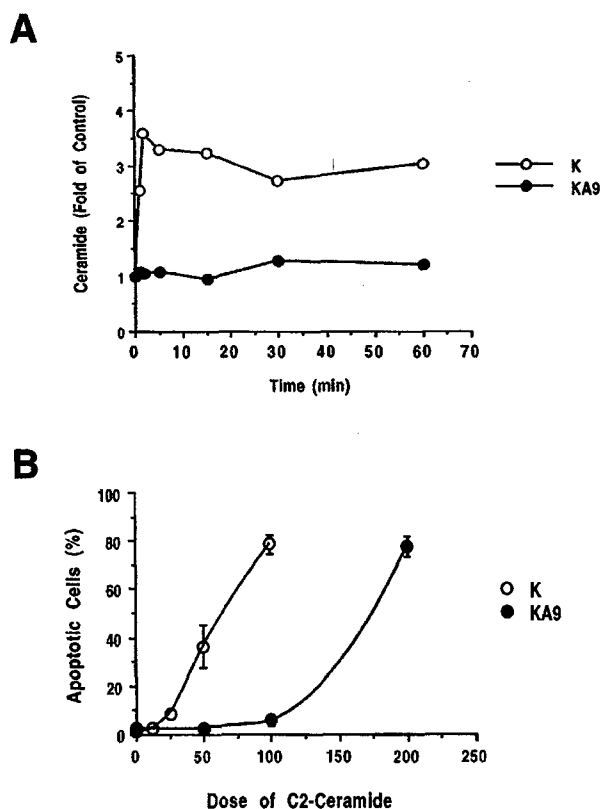 A
5
4
3
2
1
0
Ceramide (Fold of Control)
0 10 20 30 40 50 60 70
Time (min)
K
KA9
B
100
80
60
40
20
0
Apoptotic Cells (%)
0 50 100 150 200 250
Dose of C2-Ceramide
K
KA9